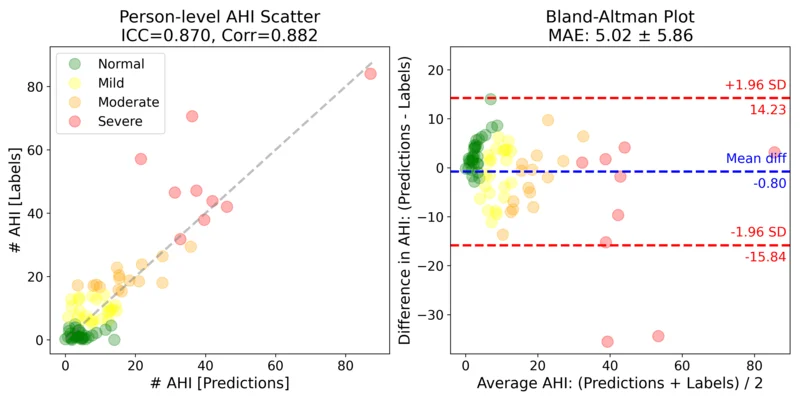 Person-level AHI Scatter
ICC=0.870, Corr=0.882
Normal
Mild
Moderate
Severe
# AHI [Labels]
80
60
40
20
0
0 20 40 60 80
# AHI [Predictions]
Bland-Altman Plot
MAE: 5.02 ± 5.86
Difference in AHI: (Predictions - Labels)
20
10
0
−10
−20
−30
+1.96 SD
14.23
Mean diff
-0.80
-1.96 SD
-15.84
0 20 40 60 80
Average AHI: (Predictions + Labels) / 2